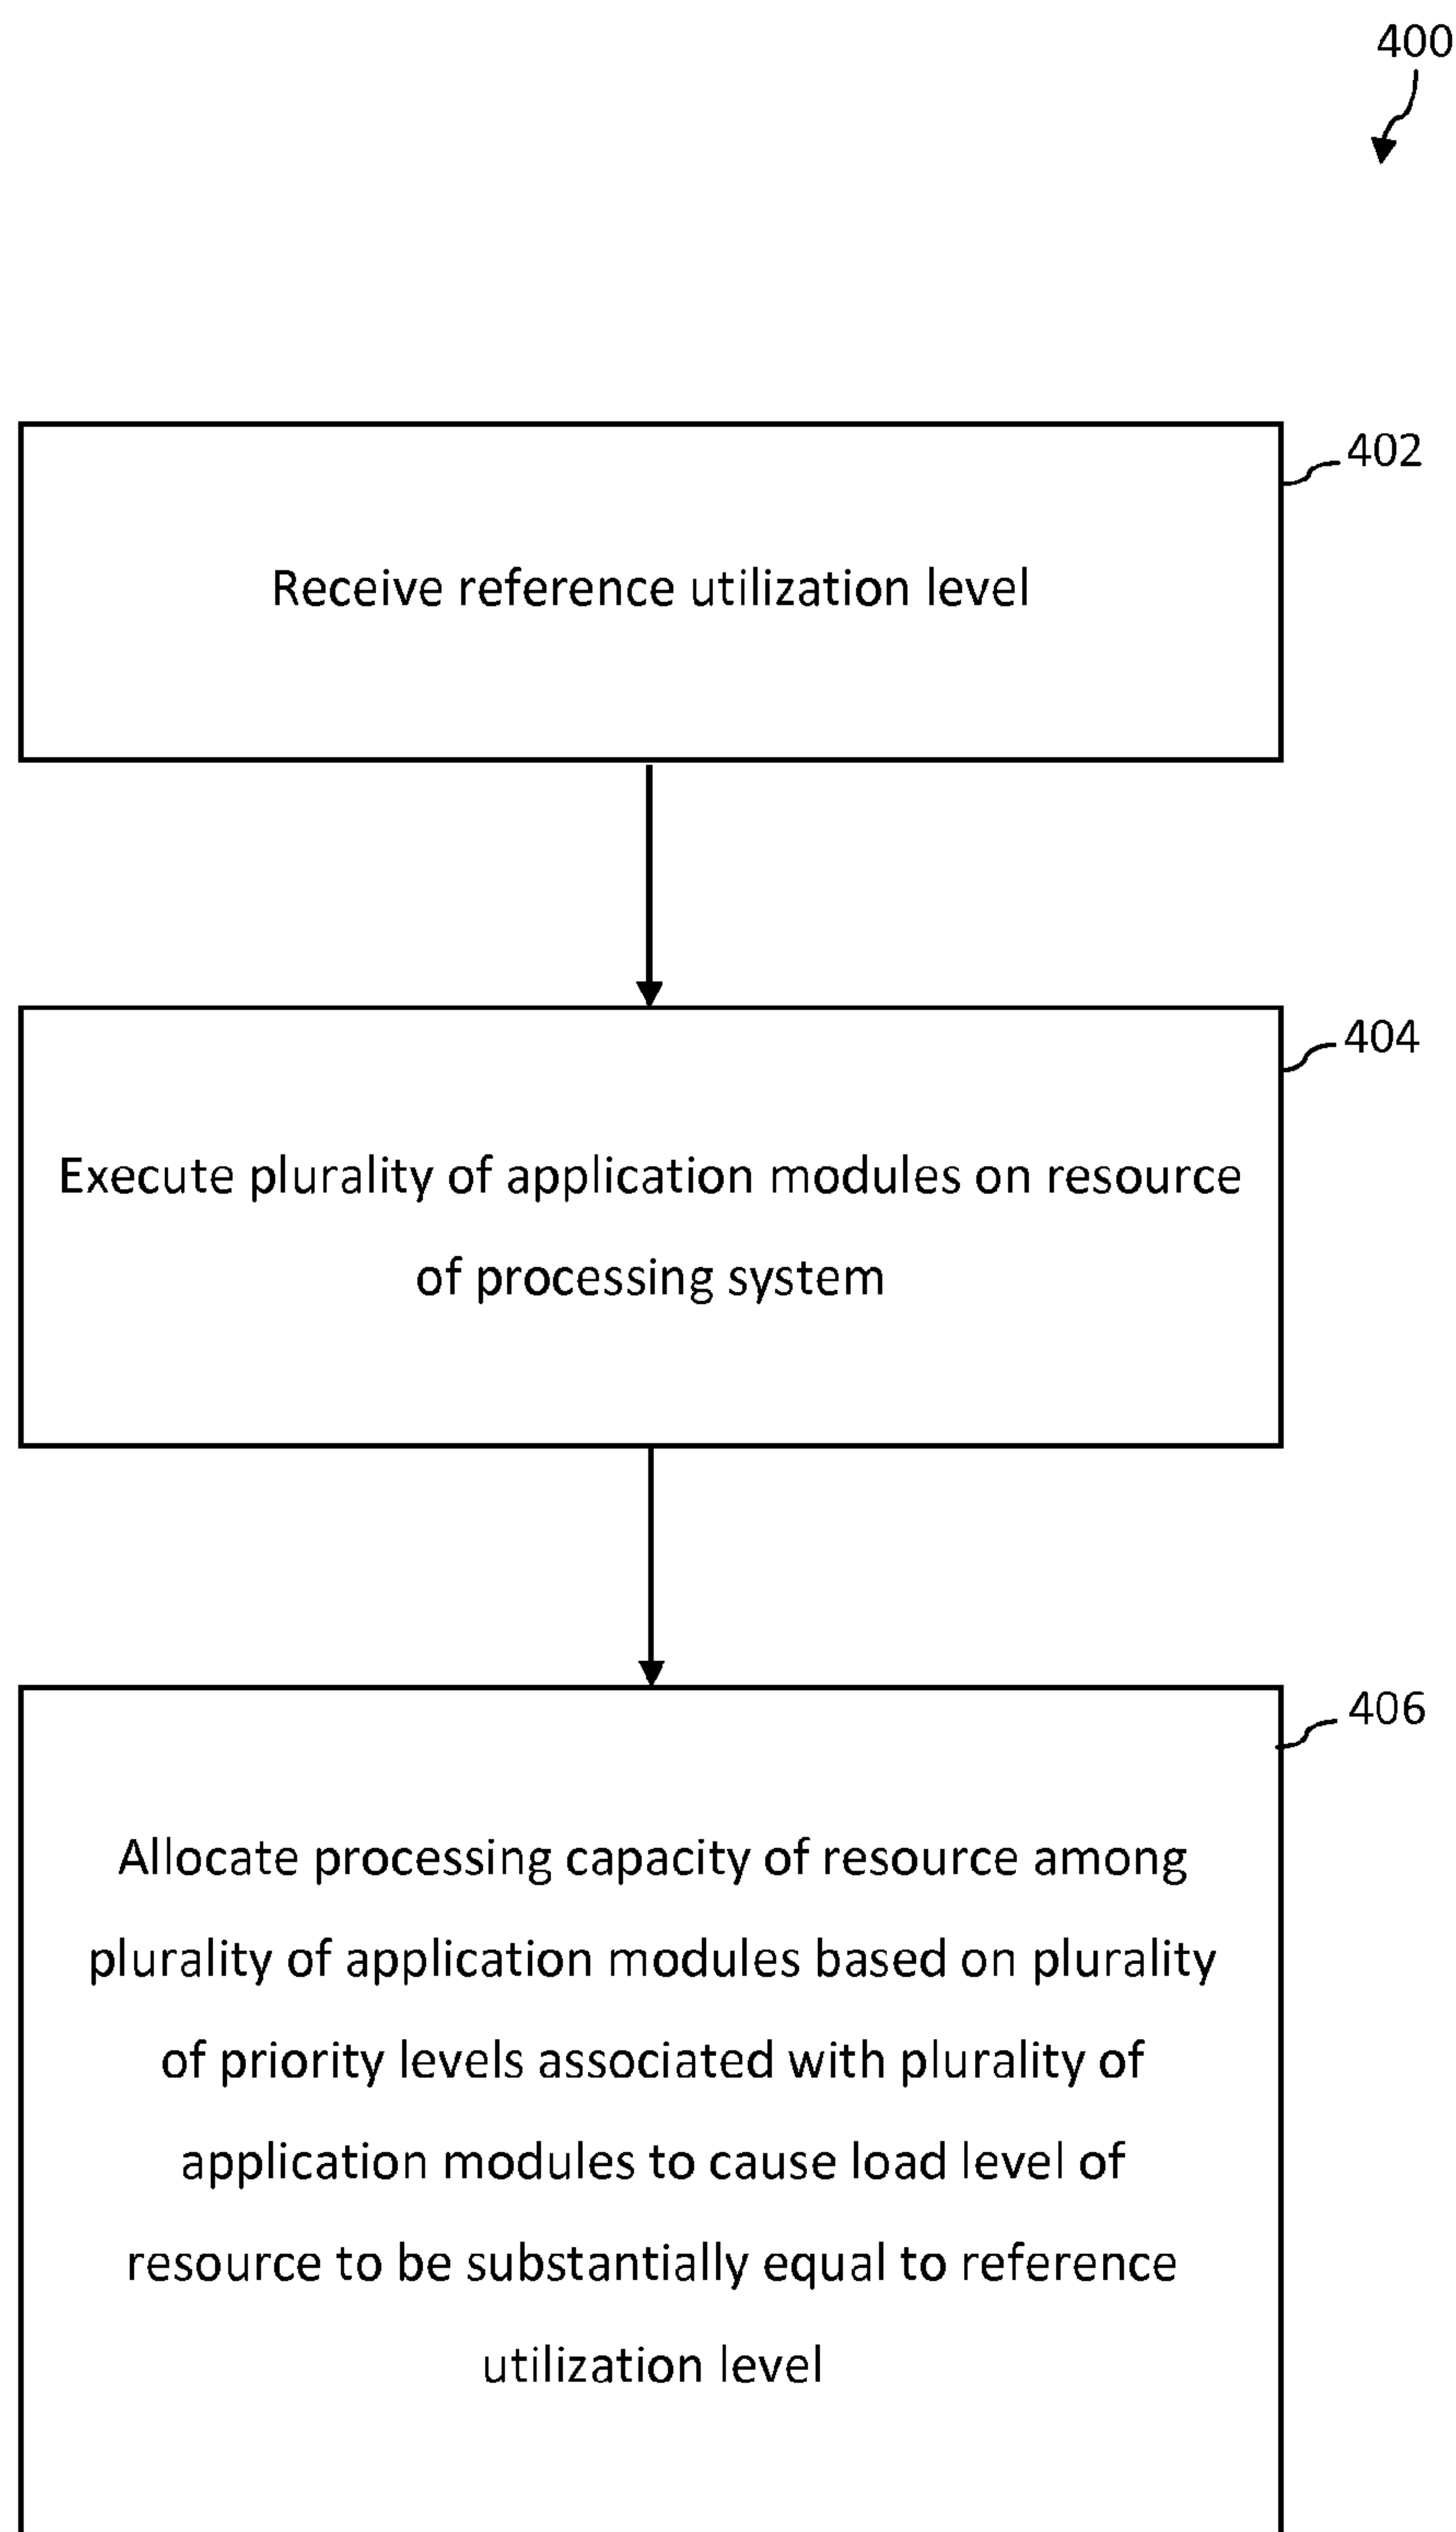 400
402
Receive reference utilization level
404
Execute plurality of application modules on resource
of processing system
406
Allocate processing capacity of resource among
plurality of application modules based on plurality
of priority levels associated with plurality of
application modules to cause load level of
resource to be substantially equal to reference
utilization level